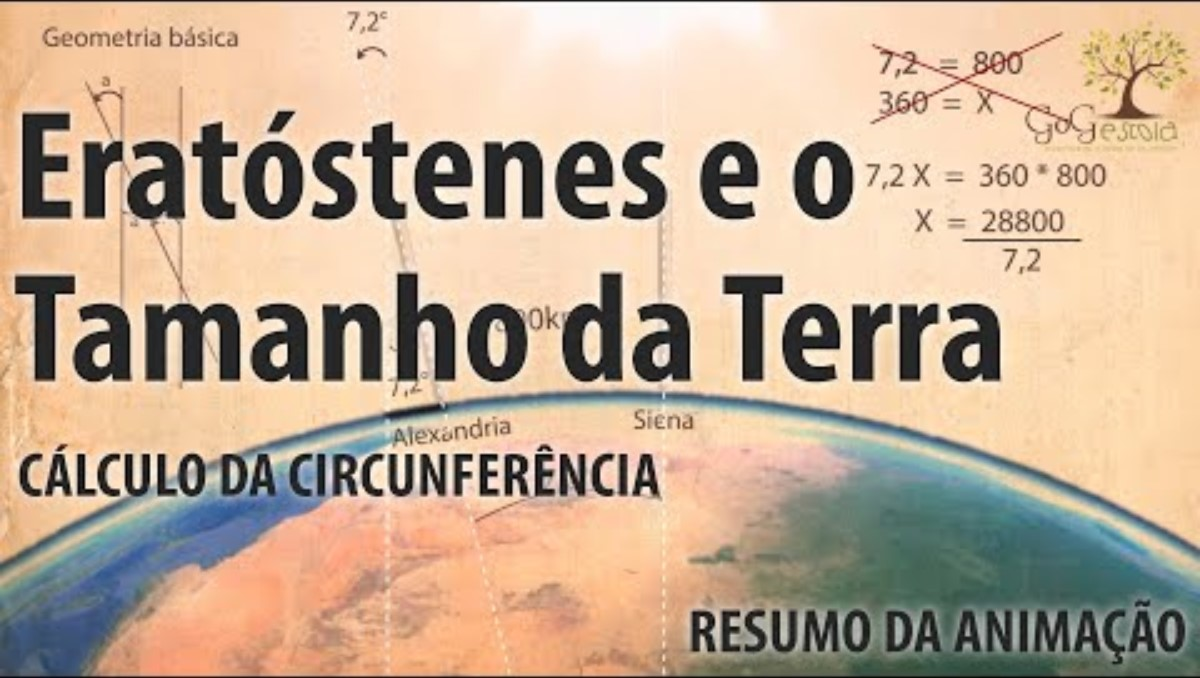 Geometria básica
7,2°
a
7,2 = 800
360 = X
GoGescola
Eratóstenes e o
7,2 X = 360 * 800
X = 28800
7,2
Tamanho da Terra
7,2°
Alexandria
Siena
CÁLCULO DA CIRCUNFERÊNCIA
RESUMO DA ANIMAÇÃO